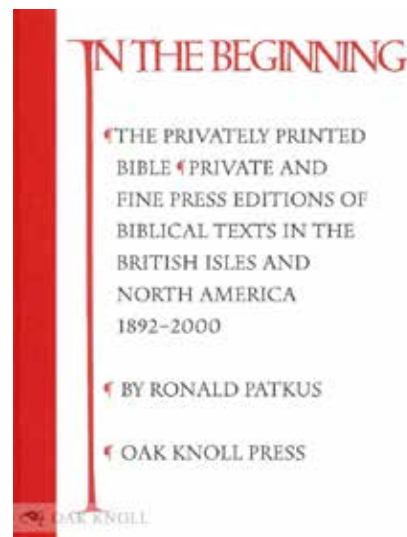 IN THE BEGINNING
¶THE PRIVATELY PRINTED
BIBLE ¶PRIVATE AND
FINE PRESS EDITIONS OF
BIBLICAL TEXTS IN THE
BRITISH ISLES AND
NORTH AMERICA
1892–2000
¶ BY RONALD PATKUS
¶ OAK KNOLL PRESS
OAK KNOLL